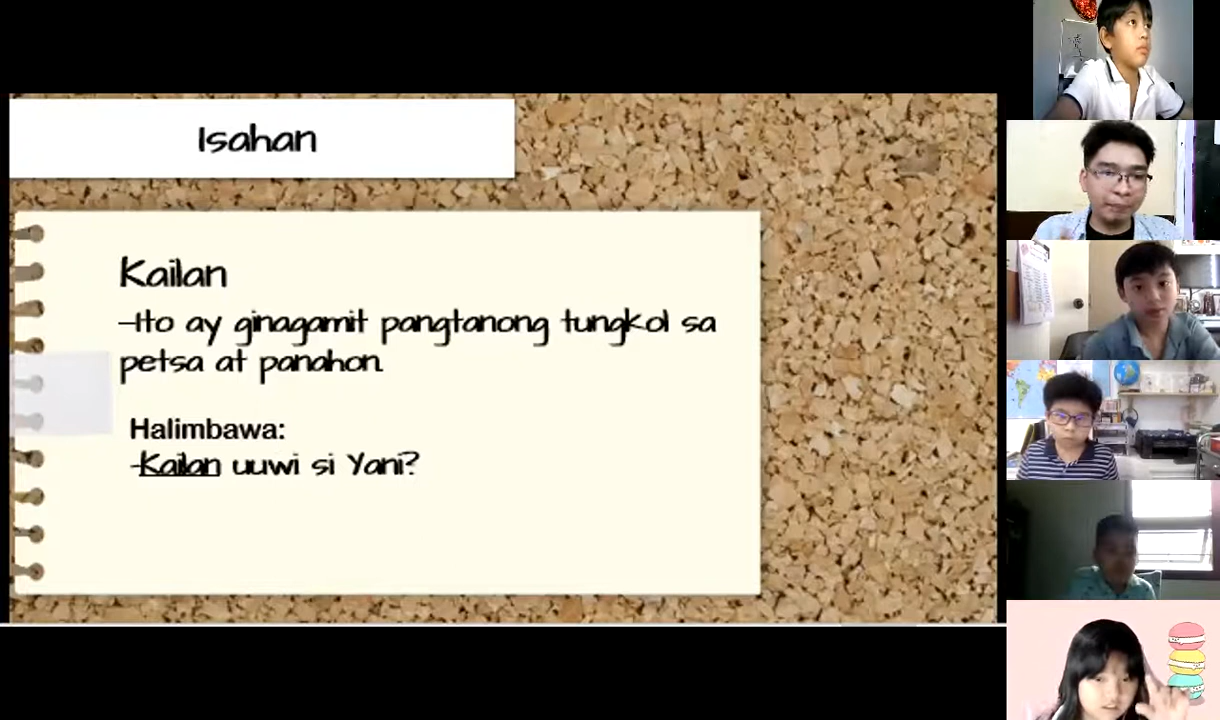 Isahan
Kailan
-Ito ay ginagamit pangtanong tungkol sa
petsa at panahon.
Halimbawa:
-Kailan uuwi si Yani?